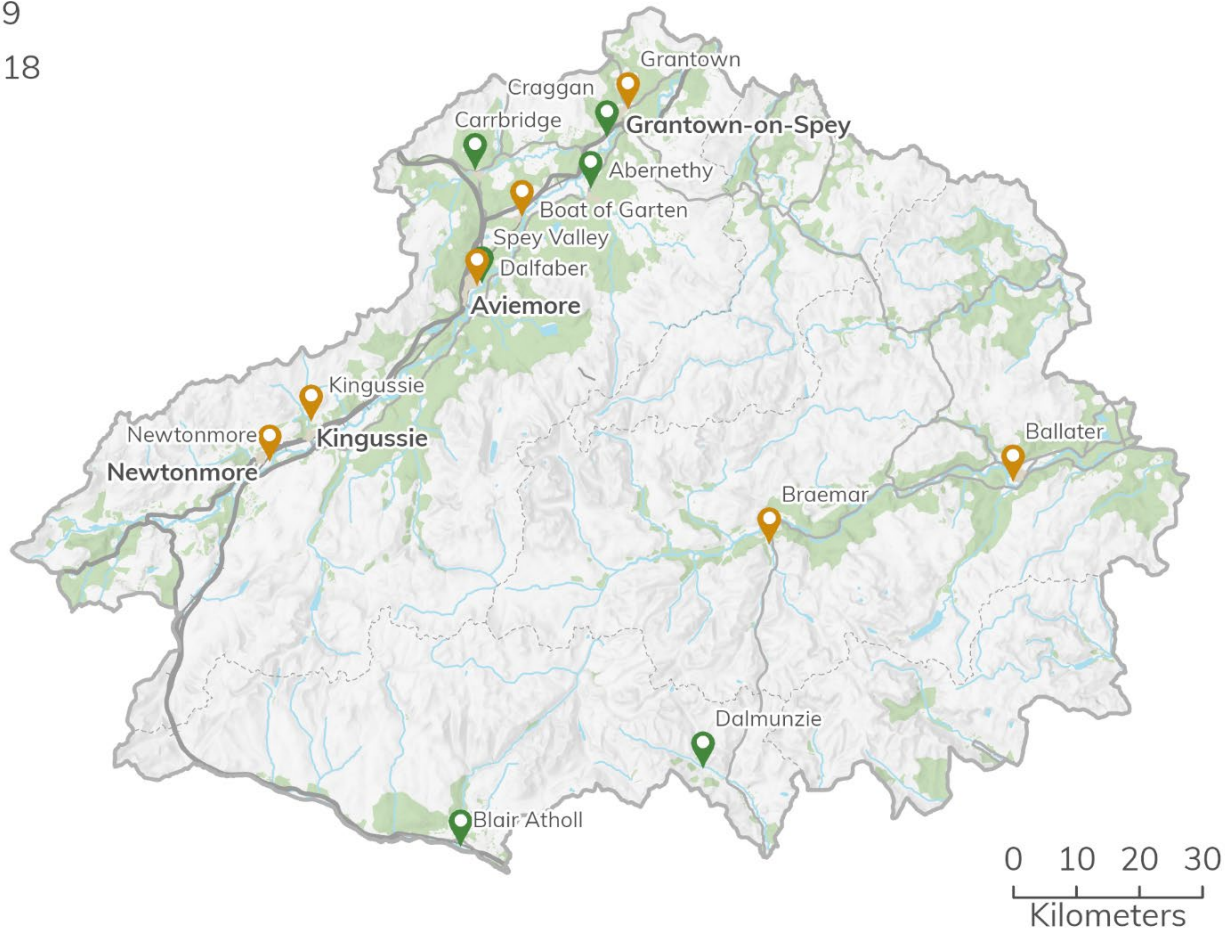 9
18
Grantown
Craggan
Carrbridge
Grantown-on-Spey
Abernethy
Boat of Garten
Spey Valley
Dalfaber
Aviemore
Kingussie
Newtonmore
Kingussie
Newtonmore
Ballater
Braemar
Dalmunzie
Blair Atholl
0 10 20 30
Kilometers